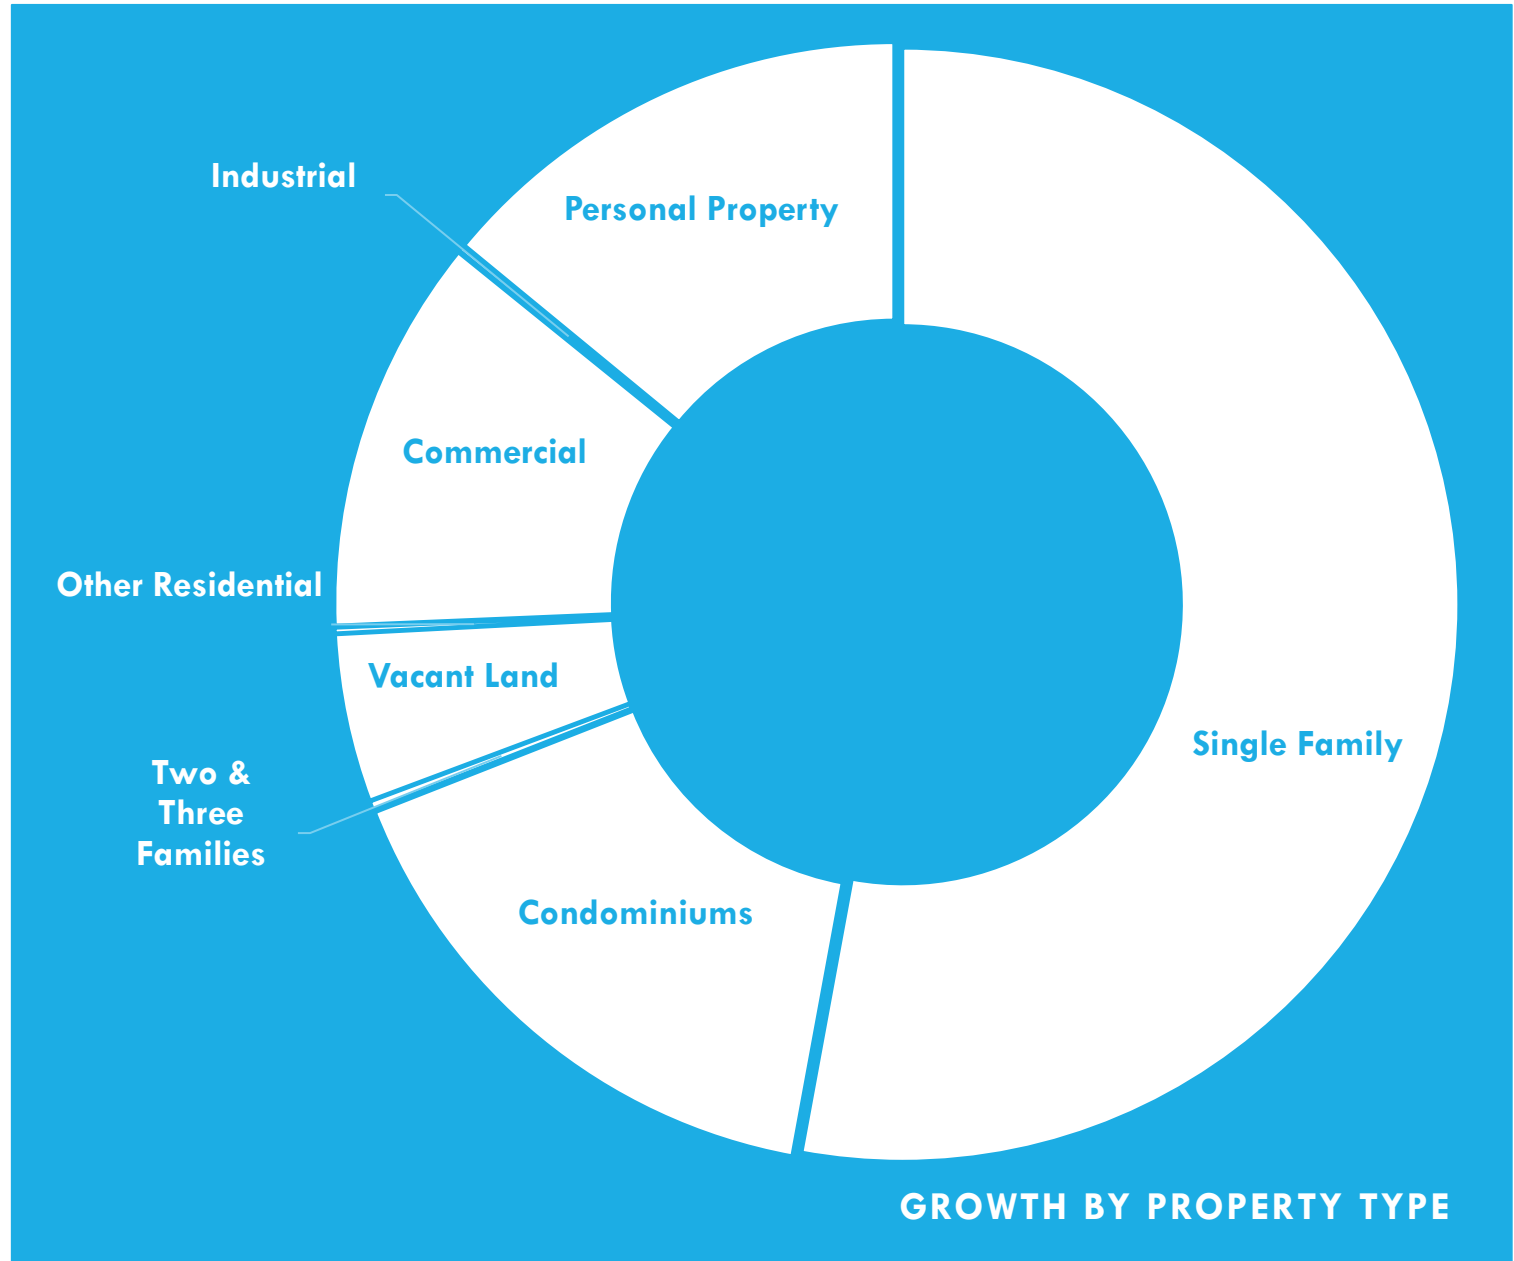 Industrial
Personal Property
Commercial
Other Residential
Vacant Land
Single Family
Two &
Three
Families
Condominiums
GROWTH BY PROPERTY TYPE